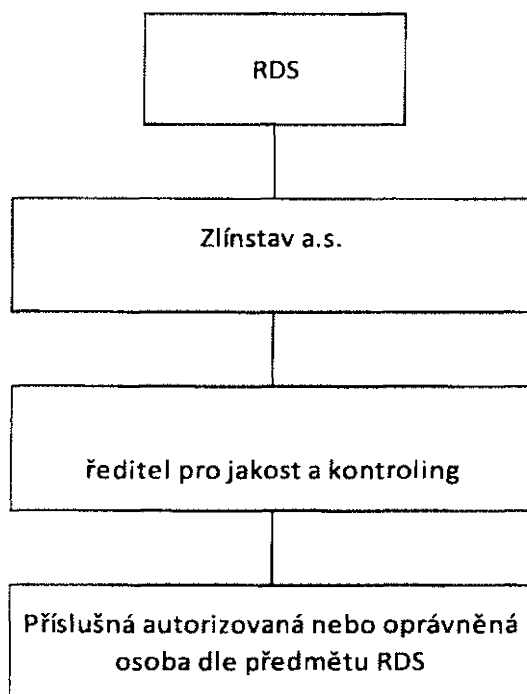 RDS
Zlínstav a.s.
ředitel pro jakost a kontroling
Příslušná autorizovaná nebo oprávněná
osoba dle předmětu RDS